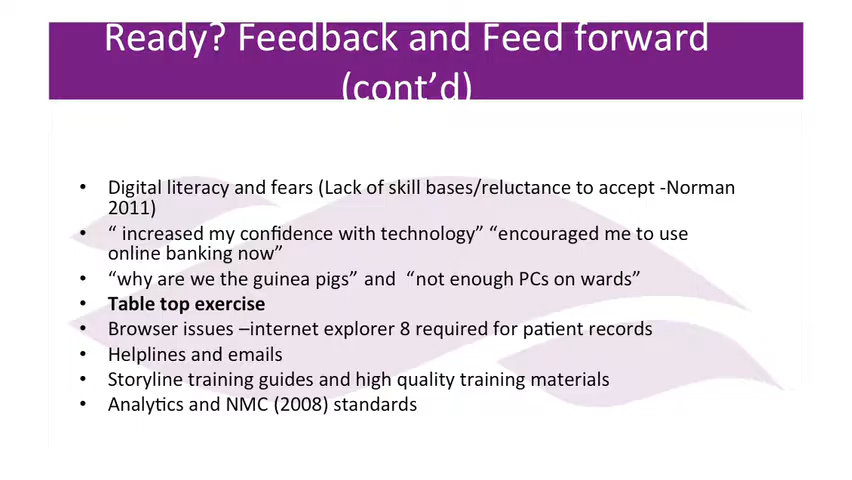 Ready? Feedback and Feed forward
(cont’d)
• Digital literacy and fears (Lack of skill bases/reluctance to accept -Norman
2011)
• “ increased my confidence with technology” “encouraged me to use
online banking now”
• “why are we the guinea pigs” and “not enough PCs on wards”
• Table top exercise
• Browser issues –internet explorer 8 required for patient records
• Helplines and emails
• Storyline training guides and high quality training materials
• Analytics and NMC (2008) standards